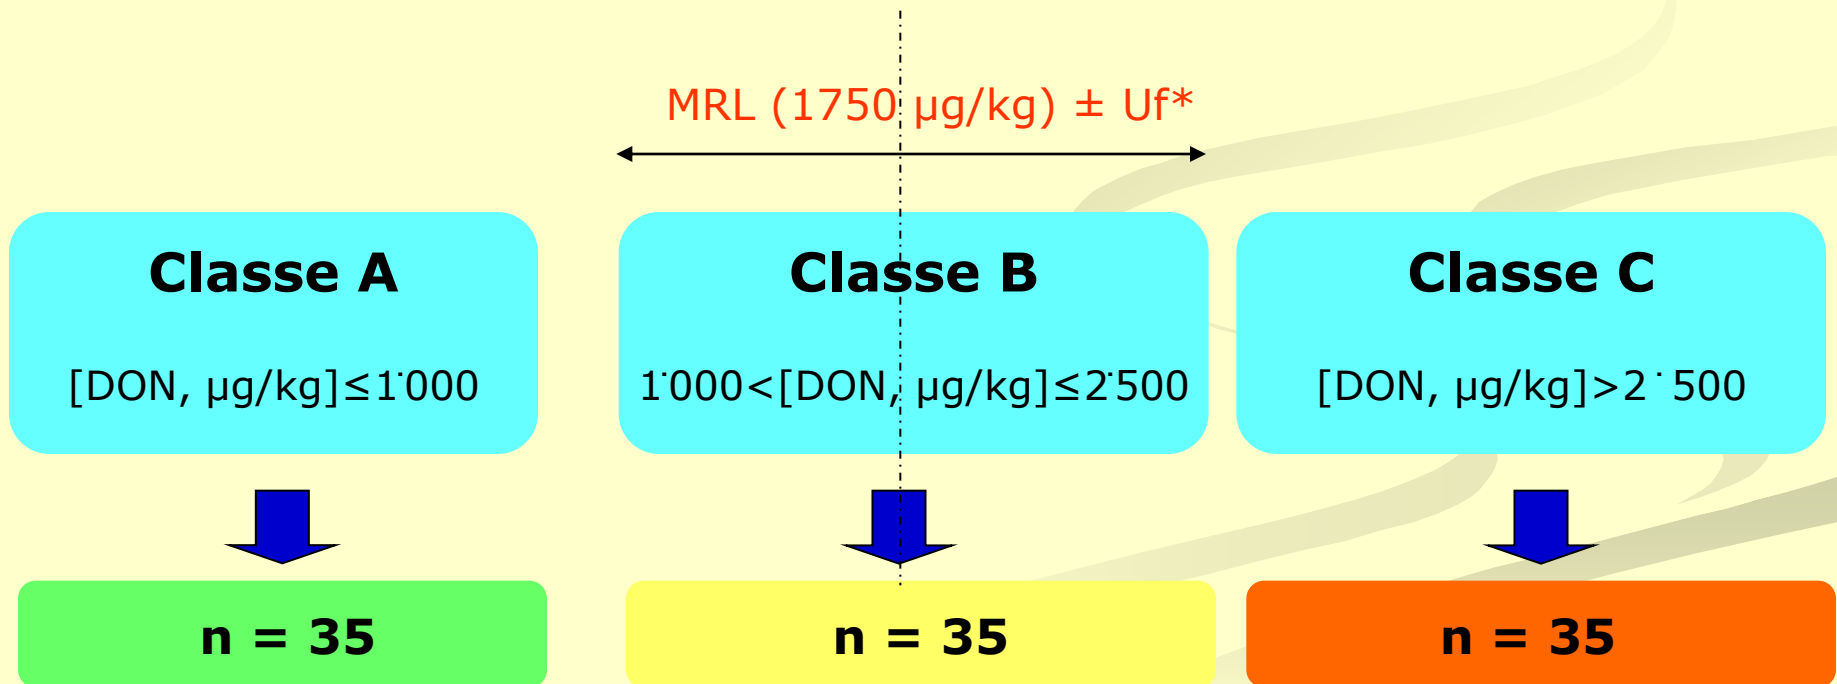 MRL (1750 µg/kg) ± Uf*
Classe A
[DON, µg/kg]≤1˙000
Classe B
1˙000<[DON, µg/kg]≤2˙500
Classe C
[DON, µg/kg]>2˙500
n = 35
n = 35
n = 35